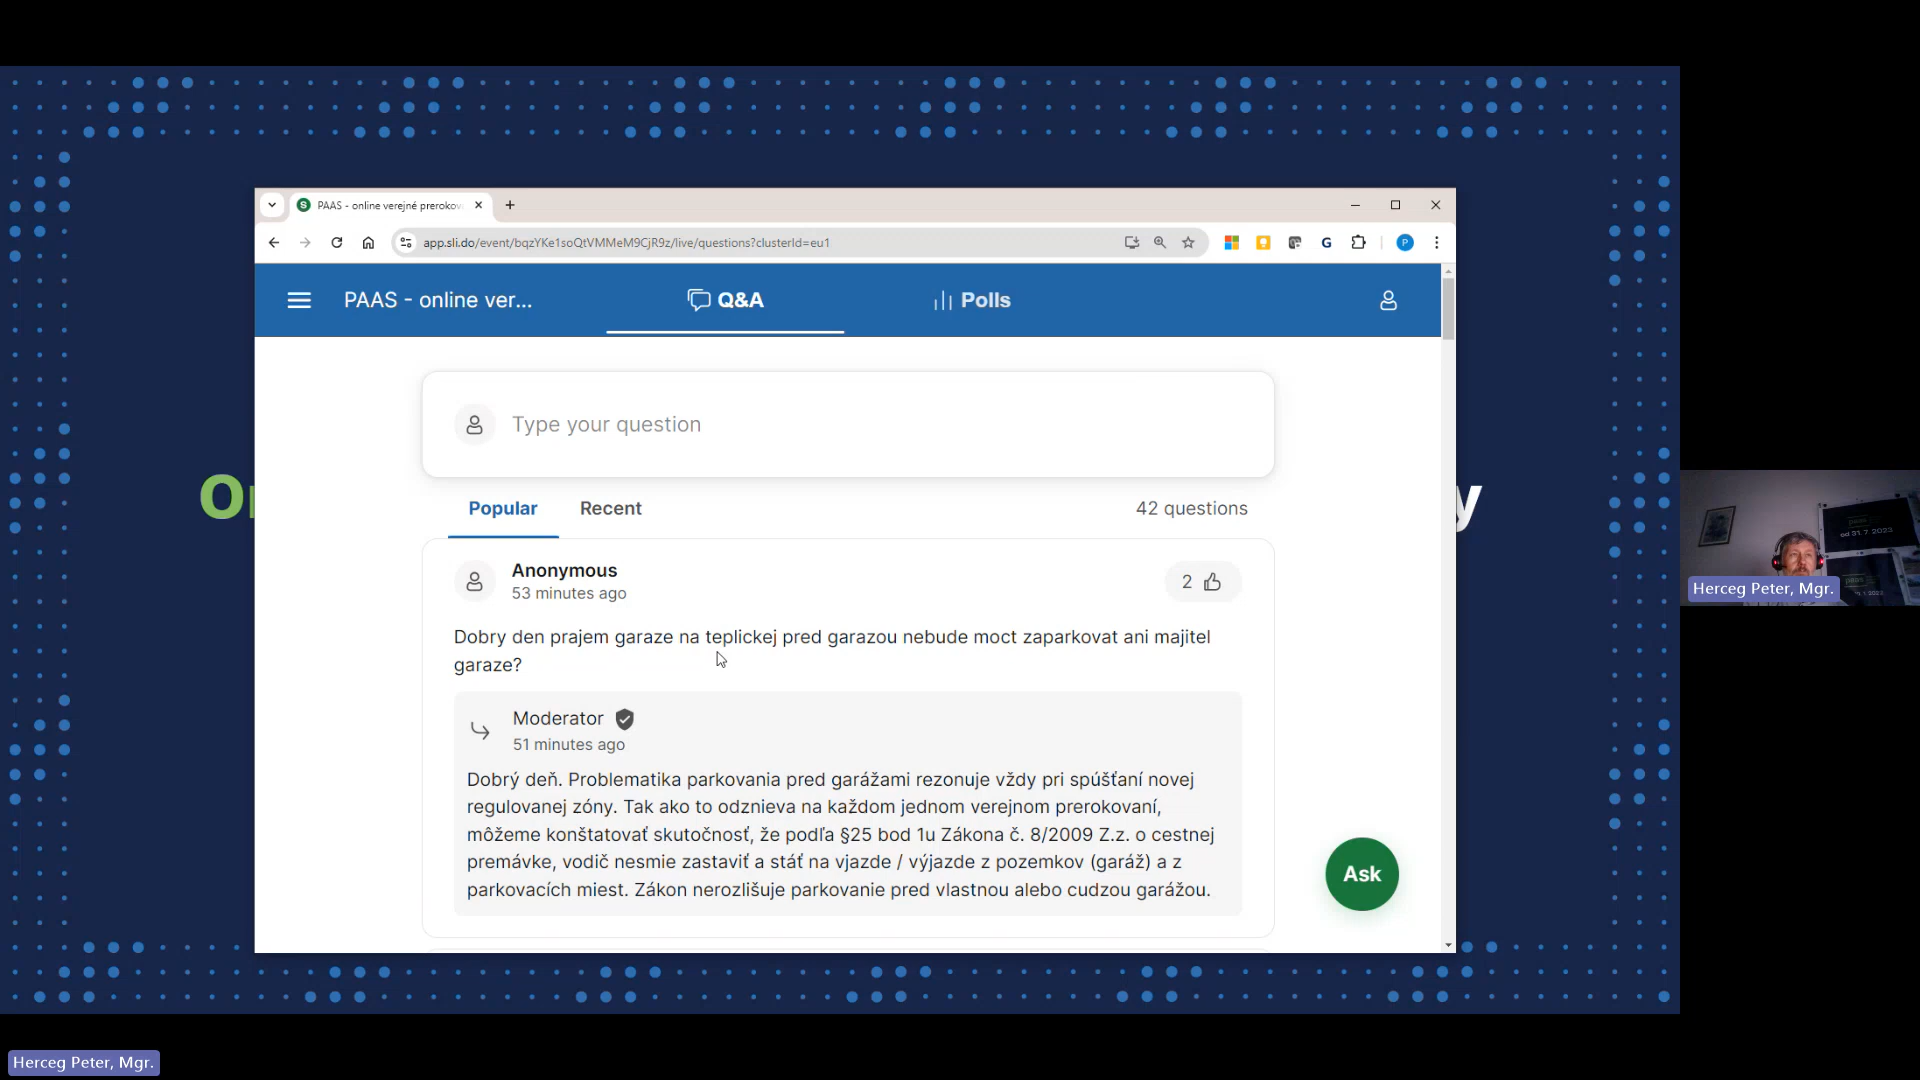 PAAS - online verejné prerokov
app.sli.do/event/bqzYKe1soQtVMMeM9CjR9z/live/questions?clusterId=eu1
PAAS - online ver...
Q&A
Polls
Type your question
Or
y
Popular
Recent
42 questions
Anonymous
53 minutes ago
2
Dobry den prajem garaze na teplickej pred garazou nebude moct zaparkovat ani majitel
garaze?
Moderator
51 minutes ago
Dobrý deň. Problematika parkovania pred garážami rezonuje vždy pri spúšťaní novej
regulovanej zóny. Tak ako to odznieva na každom jednom verejnom prerokovaní,
môžeme konštatovať skutočnosť, že podľa §25 bod 1u Zákona č. 8/2009 Z.z. o cestnej
premávke, vodič nesmie zastaviť a stáť na vjazde / výjazde z pozemkov (garáž) a z
parkovacích miest. Zákon nerozlišuje parkovanie pred vlastnou alebo cudzou garážou.
Ask
od 31.7.2023
Herceg Peter, Mgr.
Herceg Peter, Mgr.